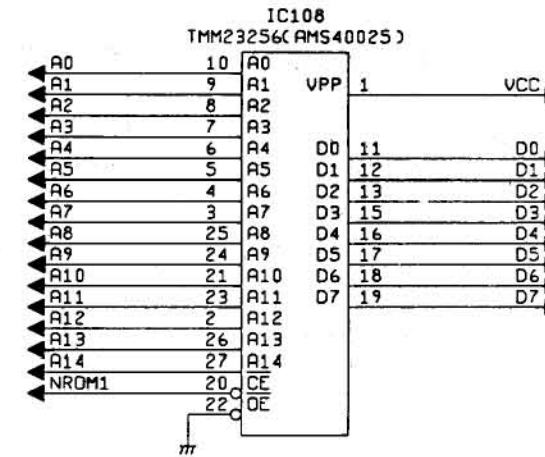 IC108
TMM23256(AMS40025)
A0 10 A0
A1 9 A1 VPP 1 VCC
A2 8 A2
A3 7 A3
A4 6 A4 D0 11 D0
A5 5 A5 D1 12 D1
A6 4 A6 D2 13 D2
A7 3 A7 D3 15 D3
A8 25 A8 D4 16 D4
A9 24 A9 D5 17 D5
A10 21 A10 D6 18 D6
A11 23 A11 D7 19 D7
A12 2 A12
A13 26 A13
A14 27 A14
NROM1 20 CE
22 OE